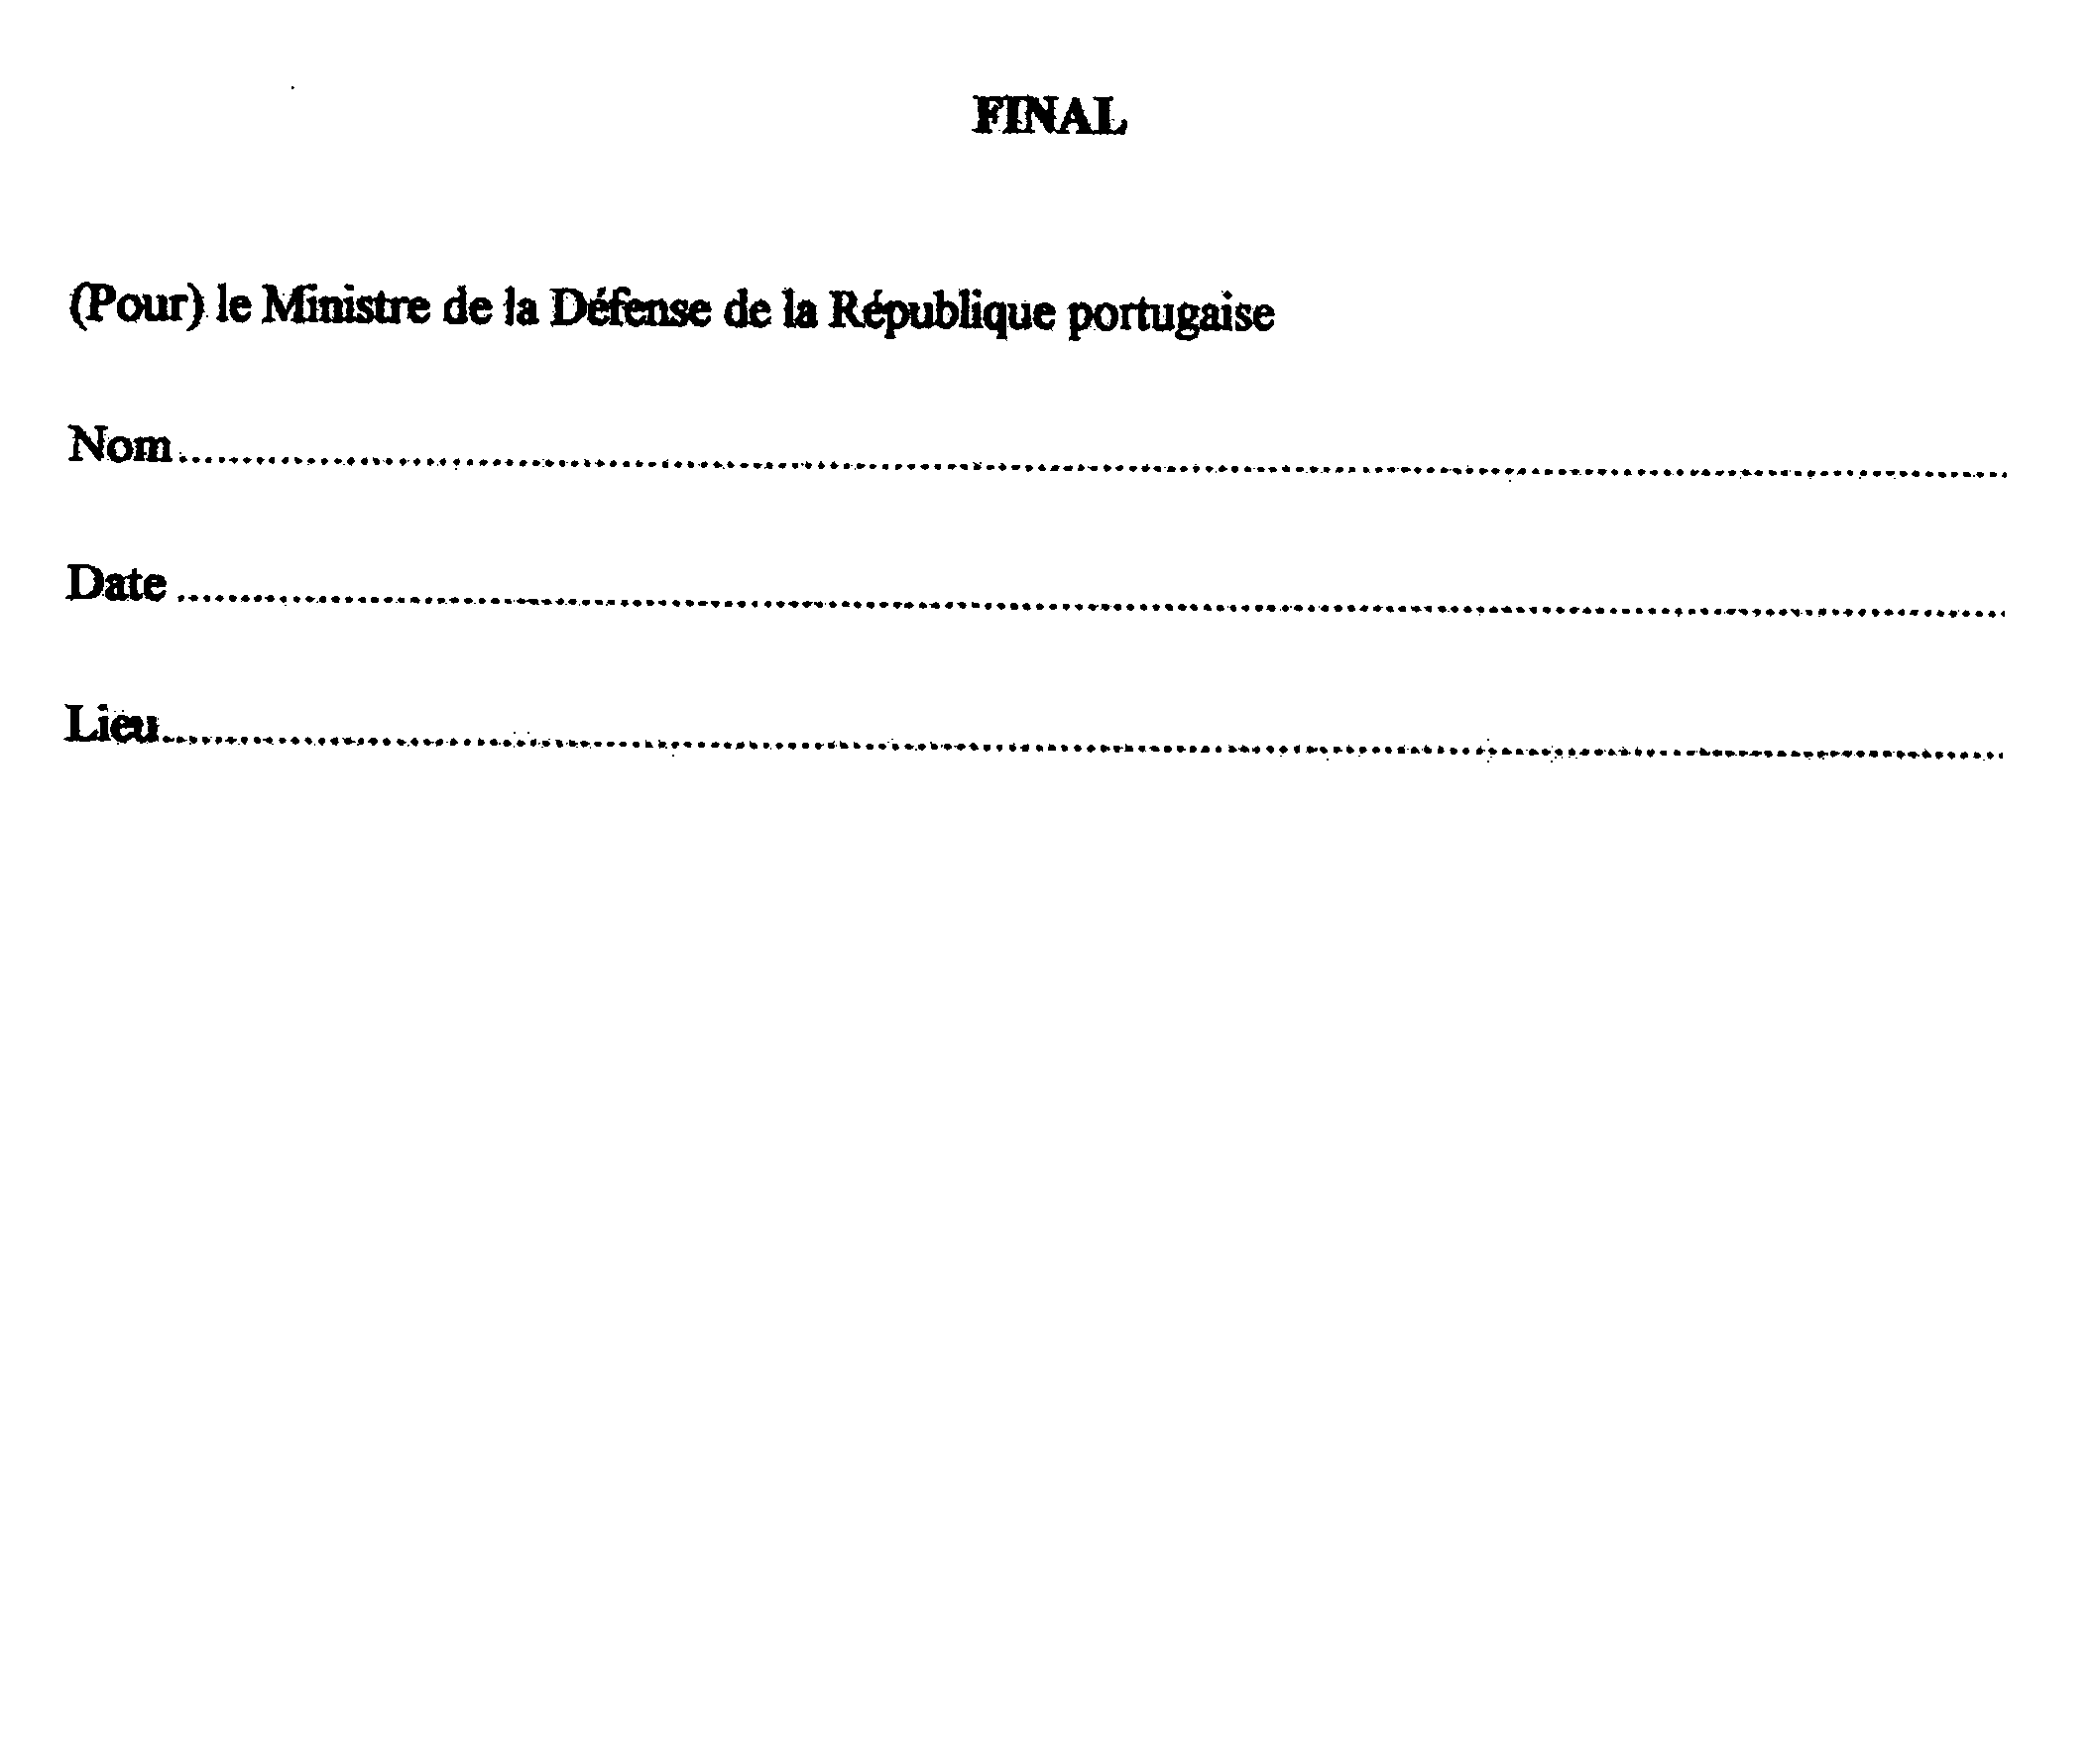 FINAL
(Pour) le Ministre de la Défense de la République portugaise
Nom..............................................................................................................................................
Date ..............................................................................................................................................
Lieu..............................................................................................................................................